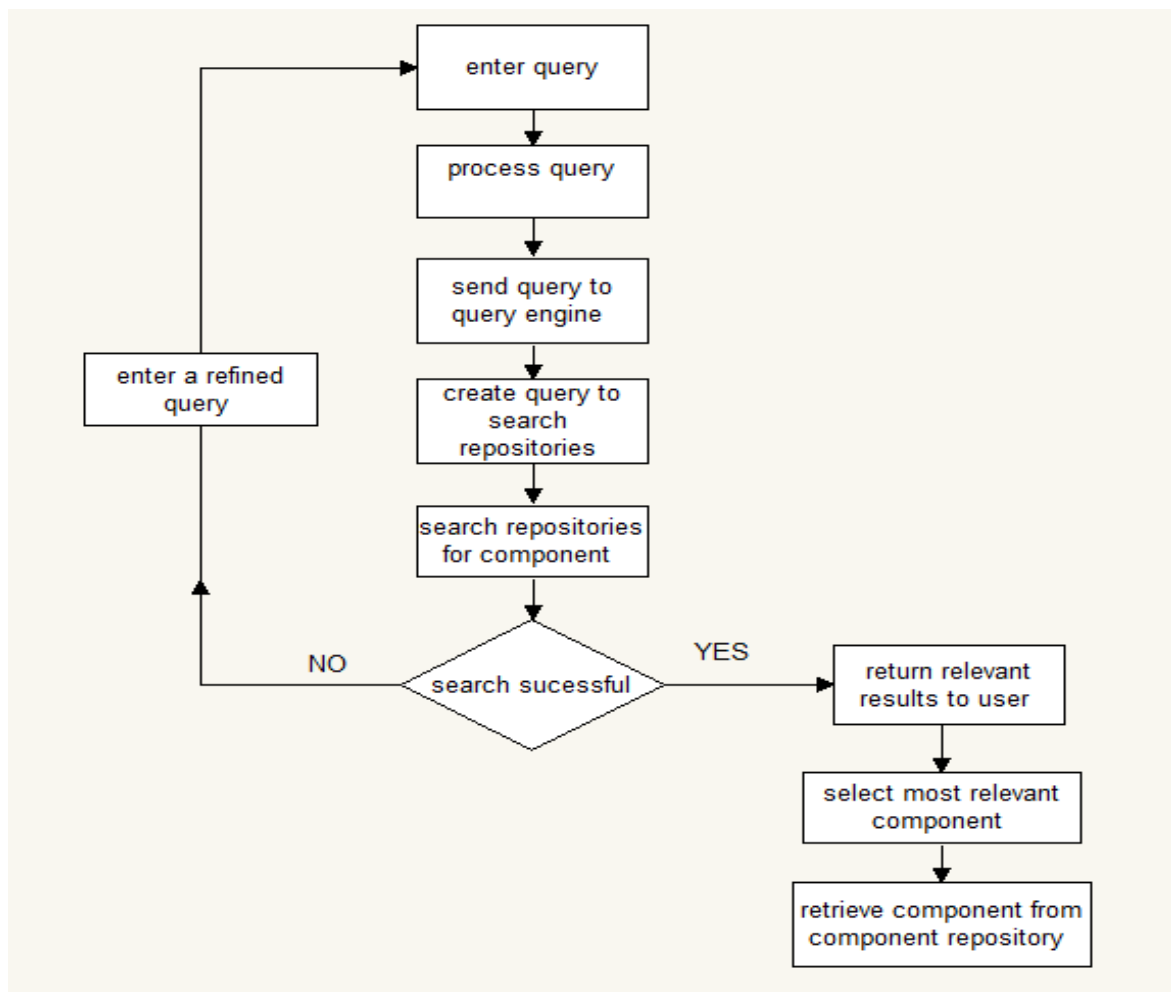 enter query
process query
send query to
query engine
enter a refined
query
create query to
search
repositories
search repositories
for component
NO
search sucessful
YES
return relevant
results to user
select most relevant
component
retrieve component from
component repository